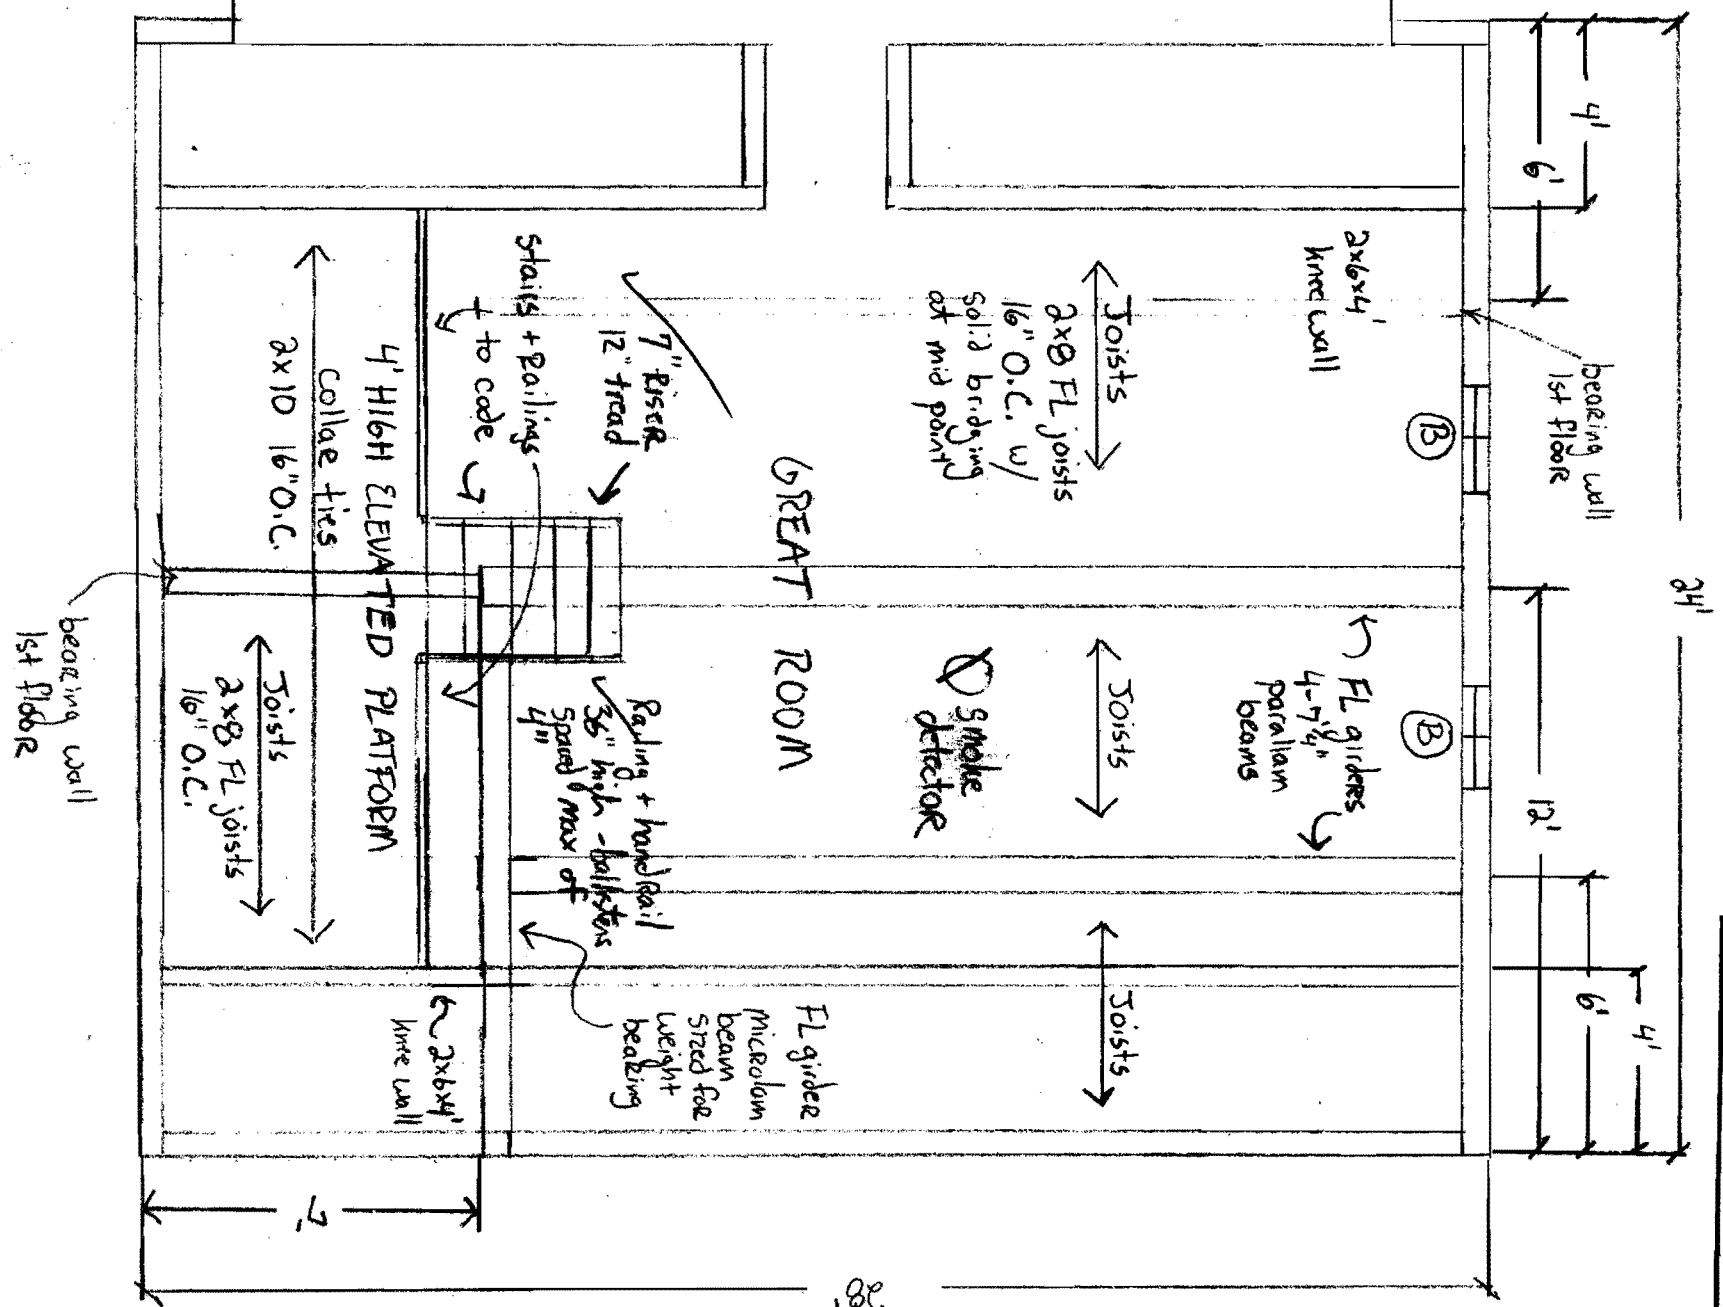 24'
4'
6'
12'
6'
4'
bearing wall
1st floor
2x6x4'
knee wall
B
B
Joists
2x8 FL joists
16" O.C. w/
solid bridging
at mid point
FL girders
4-7¼"
parallam
beams
Joists
Joists
Smoke
detector
GREAT ROOM
7" RiseR
12" tread
Stairs + Railings
to code
Railing + handRail
36" high - ballisters
spaced max of
4"
FL girder
microlam
beam
sized for
weight
bearing
4' HIGH ELEVATED PLATFORM
Collar ties
2x10 16" O.C.
Joists
2x8 FL joists
16" O.C.
2x6x4'
knee wall
bearing wall
1st floor
7'
28'